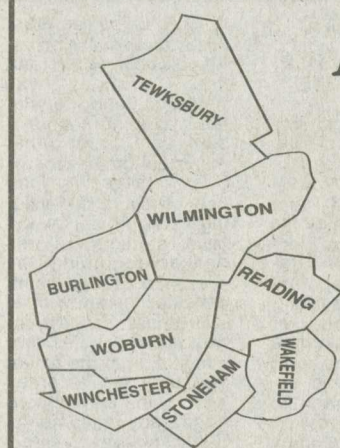 TEWKSBURY
WILMINGTON
BURLINGTON
READING
WOBURN
WAKEFIELD
WINCHESTER
STONEHAM